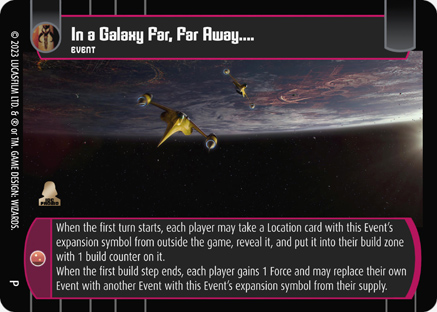 In a Galaxy Far, Far Away....
EVENT
© 2023 LUCASFILM LTD. & ® or TM. GAME DESIGN: WIZARDS.
P
When the first turn starts, each player may take a Location card with this Event's
expansion symbol from outside the game, reveal it, and put it into their build zone
with 1 build counter on it.
When the first build step ends, each player gains 1 Force and may replace their own
Event with another Event with this Event's expansion symbol from their supply.